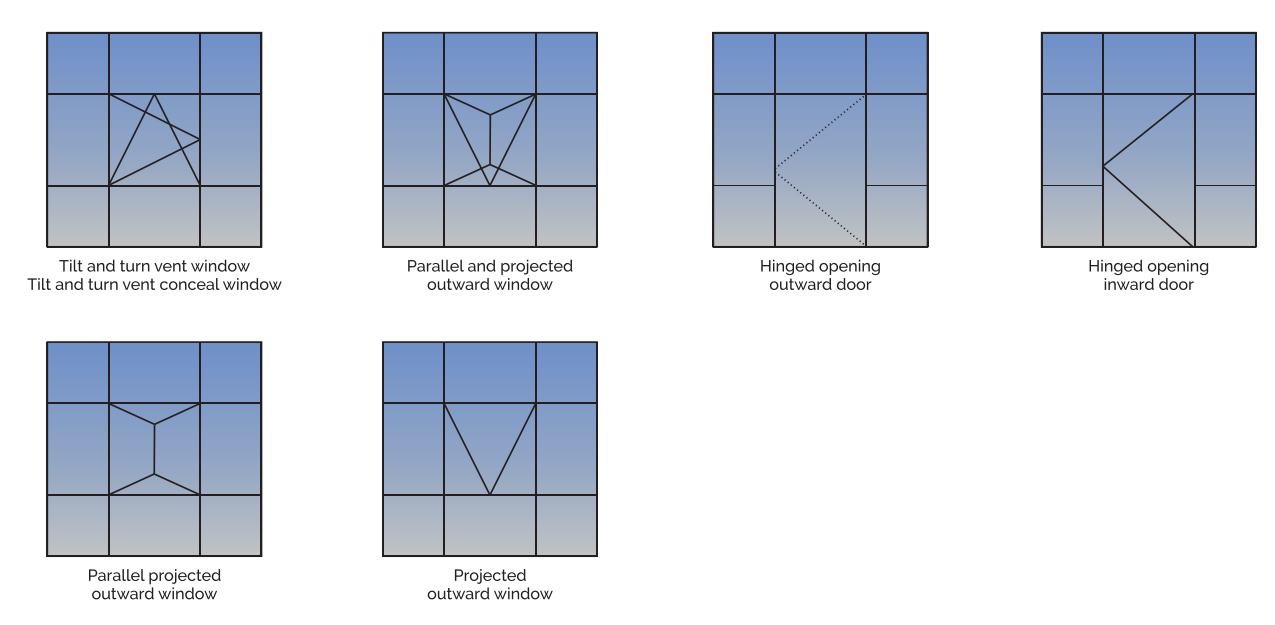 Tilt and turn vent window
Tilt and turn vent conceal window
Parallel and projected
outward window
Hinged opening
outward door
Hinged opening
inward door
Parallel projected
outward window
Projected
outward window